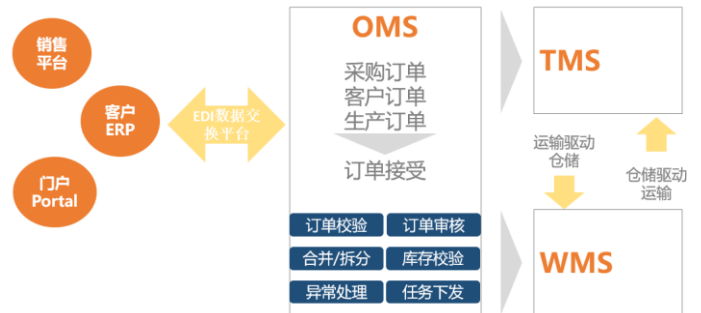 销售
平台
客户
ERP
门户
Portal
EDI数据交
换平台
OMS
采购订单
客户订单
生产订单
订单接受
订单校验
订单审核
合并/拆分
库存校验
异常处理
任务下发
TMS
运输驱动
仓储
仓储驱动
运输
WMS